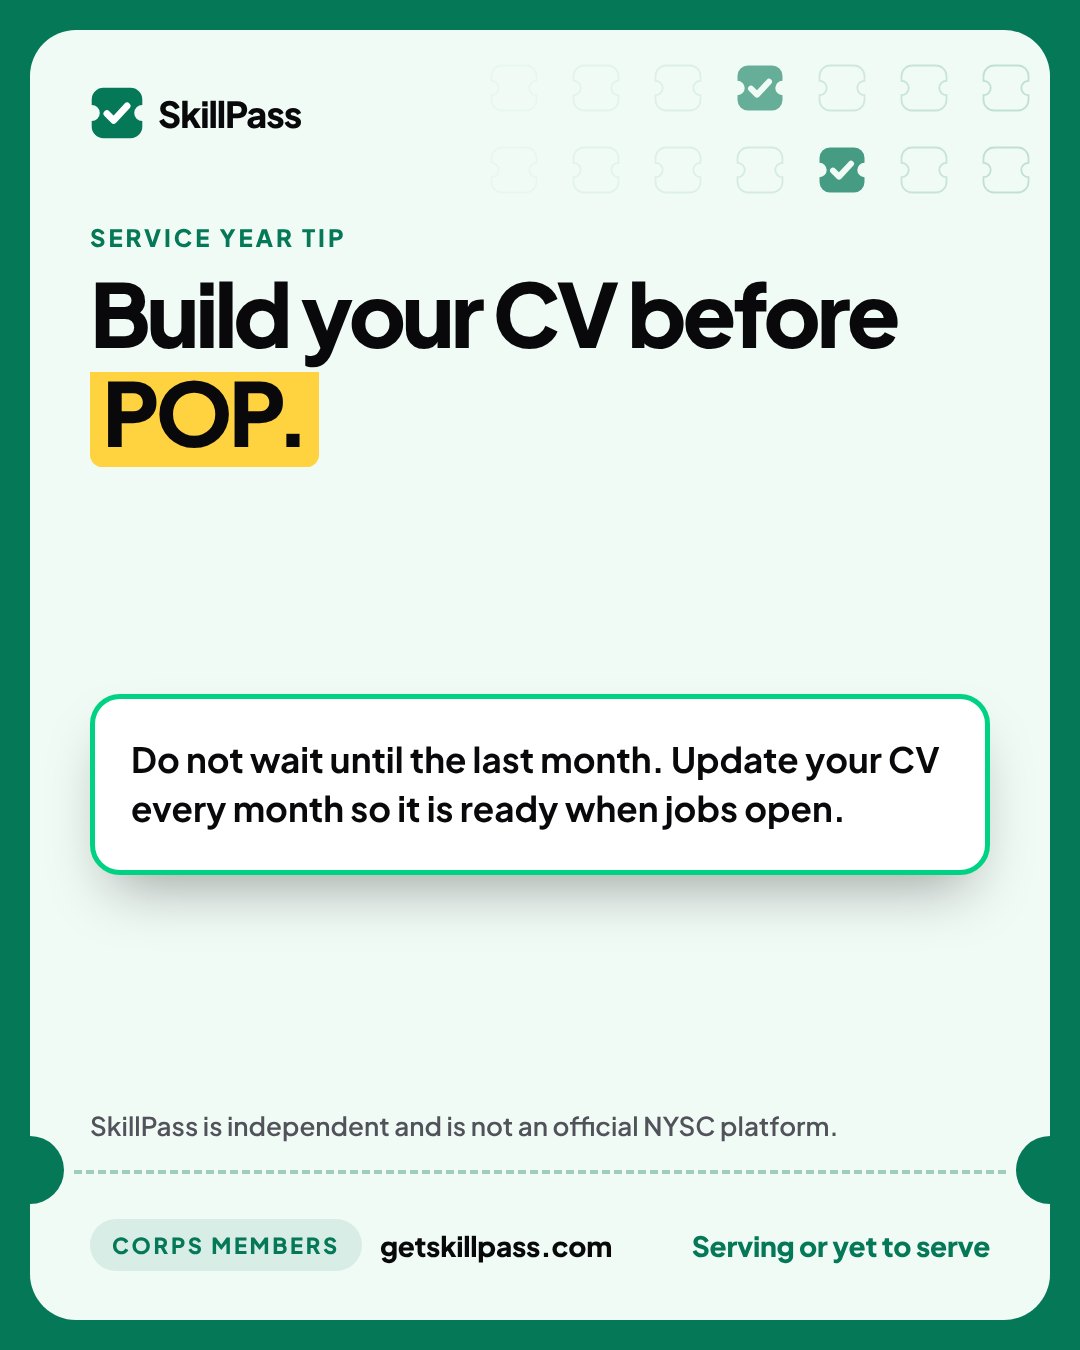 SkillPass
SERVICE YEAR TIP
Build your CV before
POP.
Do not wait until the last month. Update your CV
every month so it is ready when jobs open.
SkillPass is independent and is not an official NYSC platform.
CORPS MEMBERS getskillpass.com Serving or yet to serve